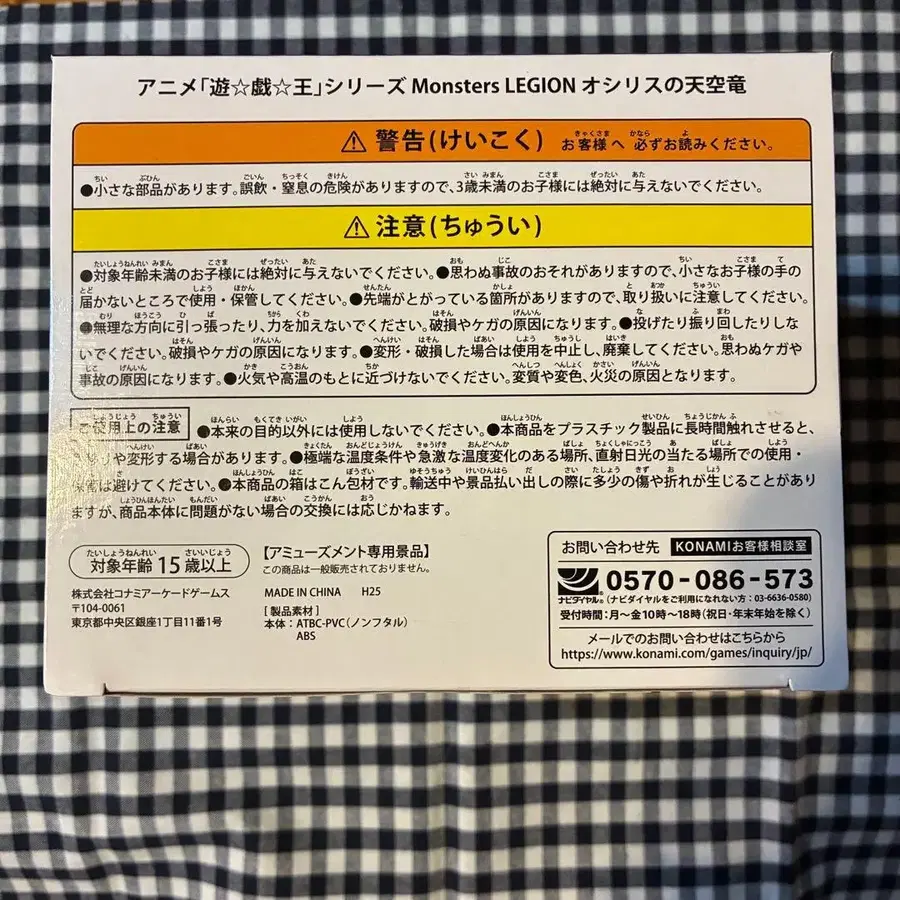 アニメ「遊☆戯☆王」シリーズ Monsters LEGION オシリスの天空竜
⚠ 警告(けいこく) お客様へ 必ずお読みください。
●小さな部品があります。誤飲・窒息の危険がありますので、3歳未満のお子様には絶対に与えないでください。
⚠ 注意(ちゅうい)
●対象年齢未満のお子様には絶対に与えないでください。●思わぬ事故のおそれがありますので、小さなお子様の手の
届かないところで使用・保管してください。●先端がとがっている箇所がありますので、取り扱いに注意してください。
●無理な方向に引っ張ったり、力を加えないでください。破損やケガの原因になります。●投げたり振り回したりしな
いでください。破損やケガの原因になります。●変形・破損した場合は使用を中止し、廃棄してください。思わぬケガや
事故の原因になります。●火気や高温のもとに近づけないでください。変質や変色、火災の原因となります。
ご使用上の注意 ●本来の目的以外には使用しないでください。●本商品をプラスチック製品に長時間触れさせると、
や変形する場合があります。●極端な温度条件や急激な温度変化のある場所、直射日光の当たる場所での使用・
保管は避けてください。●本商品の箱はこん包材です。輸送中や景品払い出しの際に多少の傷や折れが生じることがあり
ますが、商品本体に問題がない場合の交換には応じかねます。
対象年齢 15歳以上
株式会社コナミアーケードゲームス
〒104-0061
東京都中央区銀座1丁目11番1号
【アミューズメント専用景品】
この商品は一般販売されておりません。
MADE IN CHINA H25
[ 製品素材 ]
本体：ATBC-PVC(ノンフタル)
ABS
お問い合わせ先 KONAMIお客様相談室
ナビダイヤル® 0570-086-573
(ナビダイヤルをご利用になれない方：03-6636-0580)
受付時間：月〜金10時〜18時(祝日・年末年始を除く)
メールでのお問い合わせはこちらから
https://www.konami.com/games/inquiry/jp/